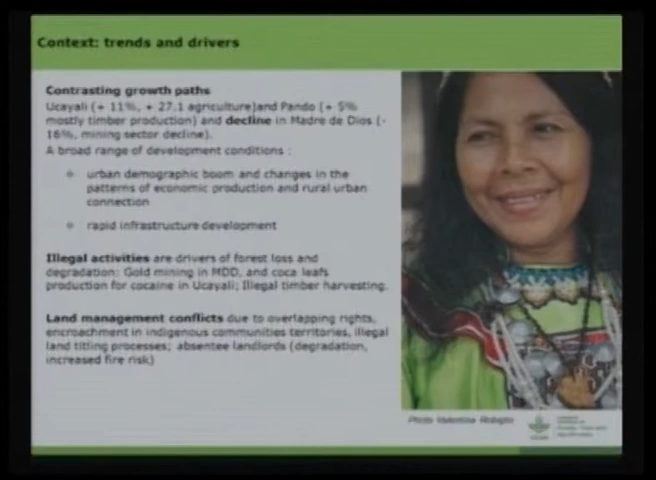 Context: trends and drivers
Contrasting growth paths
Ucayali (+ 11%, + 27.1 agriculture)and Pando (+ 5%
mostly timber production) and decline in Madre de Dios (-
16%, mining sector decline).
A broad range of development conditions :
urban demographic boom and changes in the
patterns of economic production and rural urban
connection
rapid infrastructure development
Illegal activities are drivers of forest loss and
degradation: Gold mining in MDD, and coca leafs
production for cocaine in Ucayali; Illegal timber harvesting.
Land management conflicts due to overlapping rights,
encroachment in indigenous communities territories, illegal
land titling processes; absentee landlords (degradation,
increased fire risk)
Photo Valentina